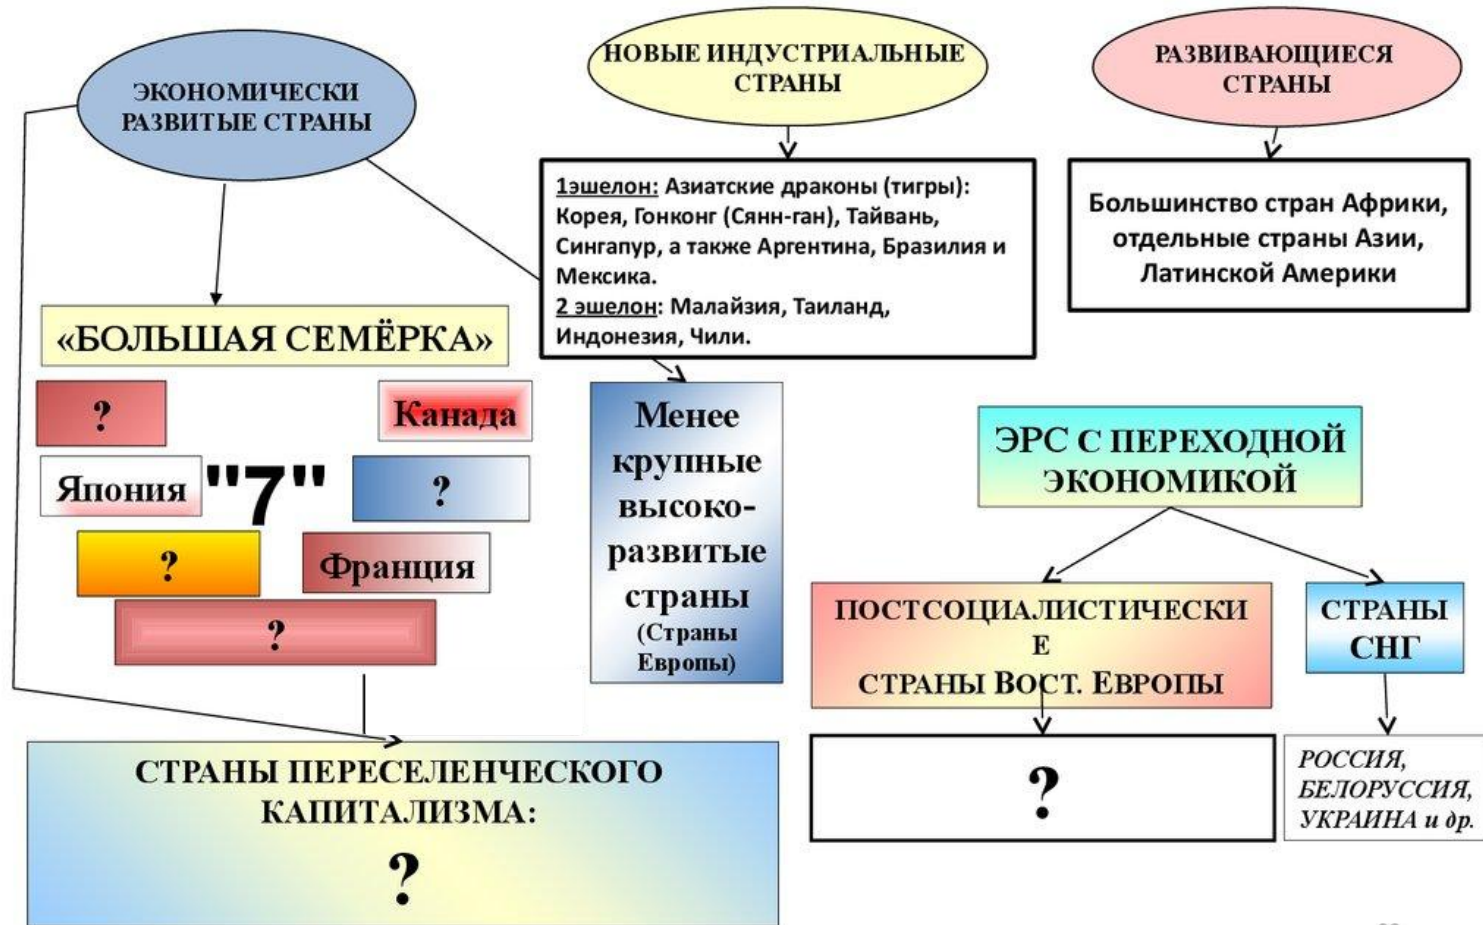 ЭКОНОМИЧЕСКИ
РАЗВИТЫЕ СТРАНЫ
НОВЫЕ ИНДУСТРИАЛЬНЫЕ
СТРАНЫ
РАЗВИВАЮЩИЕСЯ
СТРАНЫ
1эшелон: Азиатские драконы (тигры):
Корея, Гонконг (Сянн-ган), Тайвань,
Сингапур, а также Аргентина, Бразилия и
Мексика.
2 эшелон: Малайзия, Таиланд,
Индонезия, Чили.
Большинство стран Африки,
отдельные страны Азии,
Латинской Америки
«БОЛЬШАЯ СЕМЁРКА»
?
Канада
Япония
"7"
?
?
Франция
?
Менее
крупные
высоко-
развитые
страны
(Страны
Европы)
ЭРС С ПЕРЕХОДНОЙ
ЭКОНОМИКОЙ
ПОСТСОЦИАЛИСТИЧЕСКИ
Е
СТРАНЫ ВОСТ. ЕВРОПЫ
СТРАНЫ
СНГ
?
РОССИЯ,
БЕЛОРУССИЯ,
УКРАИНА и др.
СТРАНЫ ПЕРЕСЕЛЕНЧЕСКОГО
КАПИТАЛИЗМА:
?